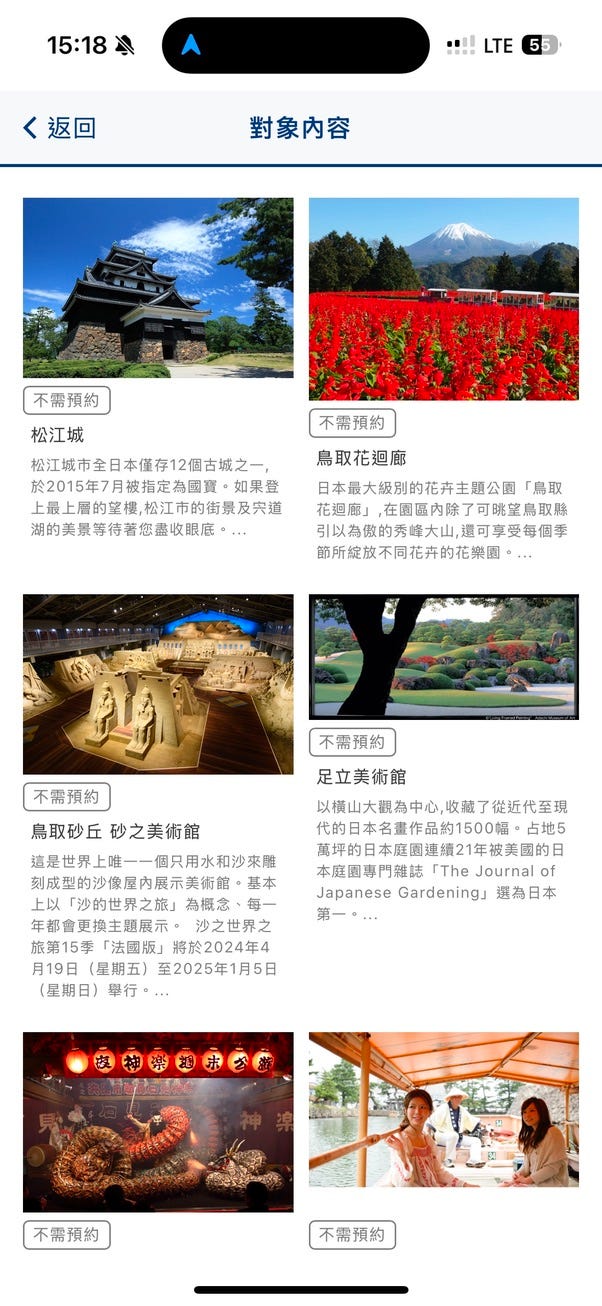 15:18
LTE
55
返回
對象內容
不需預約
松江城
松江城市全日本僅存12個古城之一,
於2015年7月被指定為國寶。如果登
上最上層的望樓,松江市的街景及宍道
湖的美景等待著您盡收眼底。...
不需預約
鳥取花迴廊
日本最大級別的花卉主題公園「鳥取
花迴廊」,在園區內除了可眺望鳥取縣
引以為傲的秀峰大山,還可享受每個季
節所綻放不同花卉的花樂園。...
不需預約
鳥取砂丘 砂之美術館
這是世界上唯一一個只用水和沙來雕
刻成型的沙像屋內展示美術館。基本
上以「沙的世界之旅」為概念、每一
年都會更換主題展示。 沙之世界之
旅第15季「法國版」將於2024年4
月19日（星期五）至2025年1月5日
（星期日）舉行。...
"Living Framed Painting" Adachi Museum of Art
不需預約
足立美術館
以橫山大觀為中心,收藏了從近代至現
代的日本名畫作品約1500幅。占地5
萬坪的日本庭園連續21年被美國的日
本庭園專門雜誌「The Journal of
Japanese Gardening」選為日本
第一。...
夜神楽週末公演
不需預約
不需預約